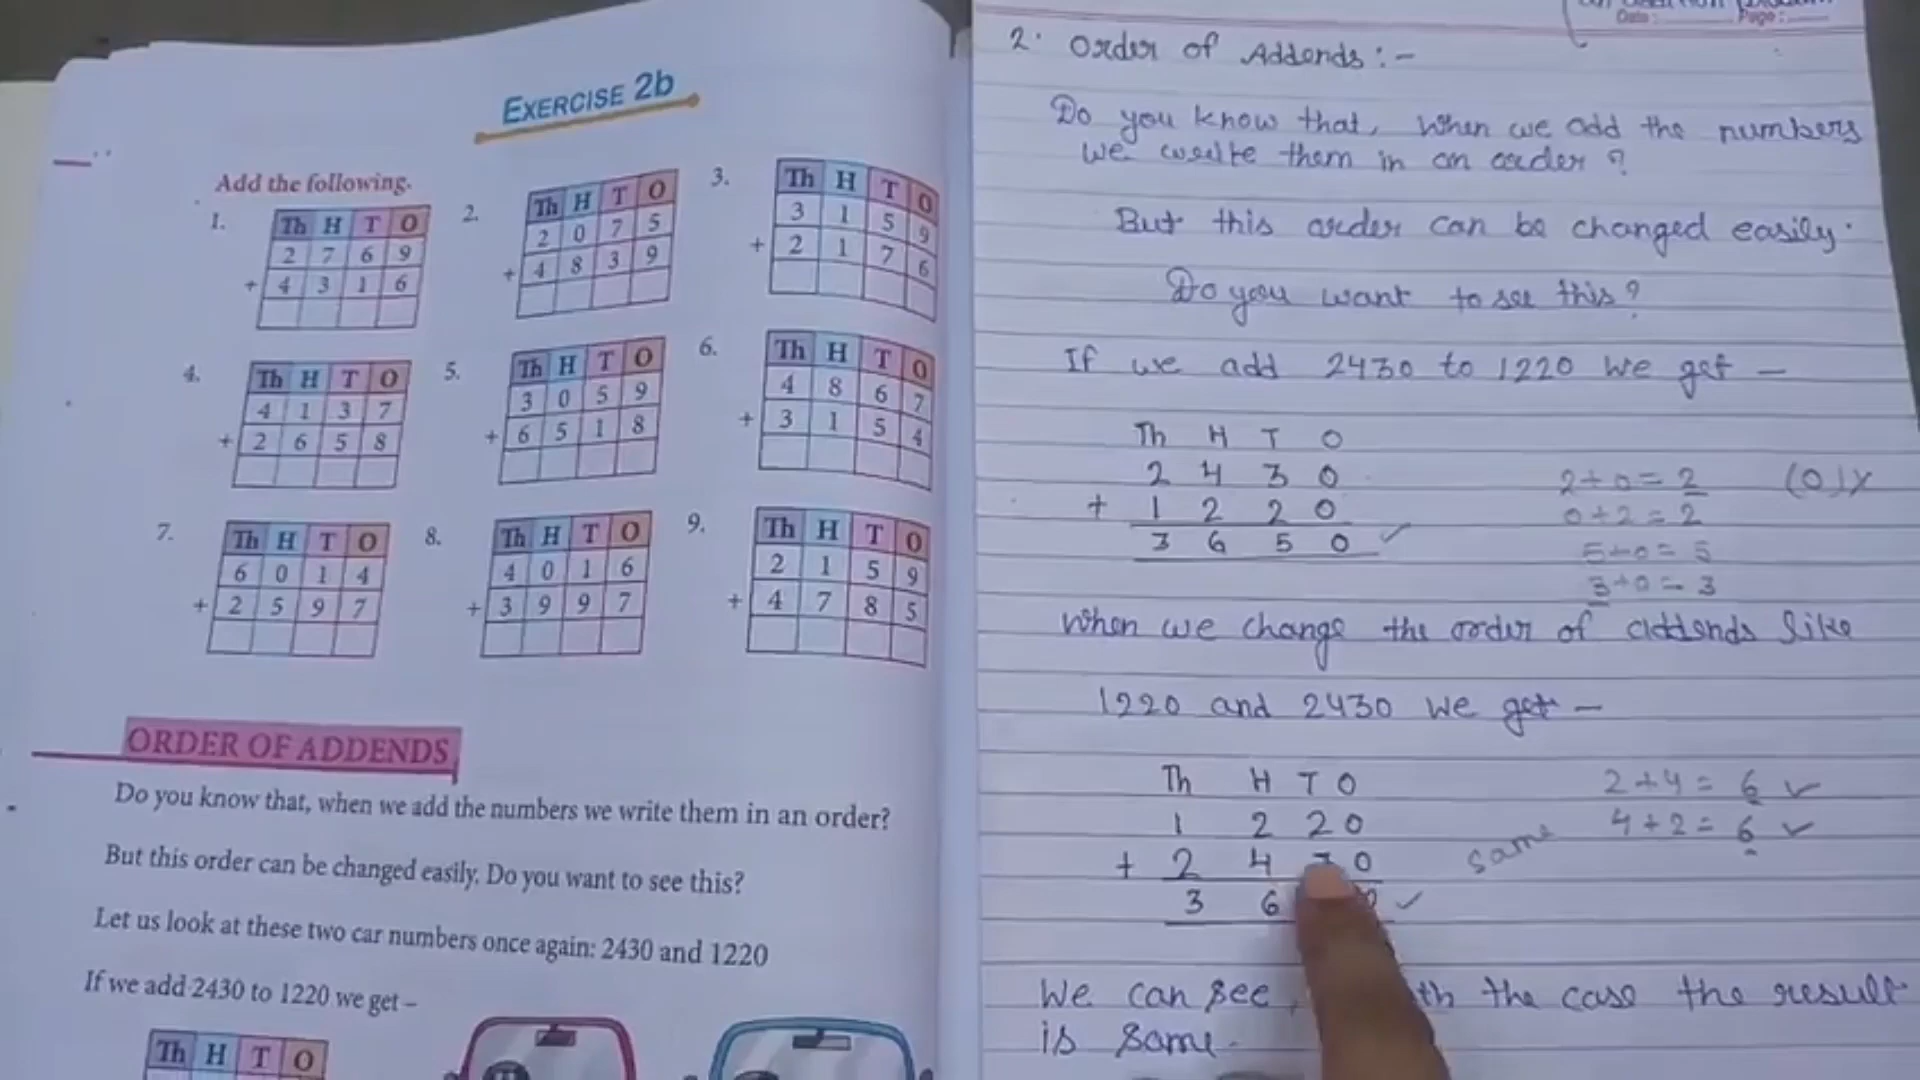 EXERCISE 2b
Add the following.
1.
Th H T O
2 7 6 9
+ 4 3 1 6
2.
Th H T O
2 0 7 5
+ 4 8 3 9
3.
Th H T O
3 1 5 9
+ 2 1 7 6
4.
Th H T O
4 1 3 7
+ 2 6 5 8
5.
Th H T O
3 0 5 9
+ 6 5 1 8
6.
Th H T O
4 8 6 7
+ 3 1 5 4
7.
Th H T O
6 0 1 4
+ 2 5 9 7
8.
Th H T O
4 0 1 6
+ 3 9 9 7
9.
Th H T O
2 1 5 9
+ 4 7 8 5
ORDER OF ADDENDS
Do you know that, when we add the numbers we write them in an order?
But this order can be changed easily. Do you want to see this?
Let us look at these two car numbers once again: 2430 and 1220
If we add 2430 to 1220 we get –
Th H T O
Date: Page:
2. Order of Addends :-
Do you know that, when we add the numbers
we write them in an order ?
But this order can be changed easily.
Do you want to see this?
If we add 2430 to 1220 we get –
Th H T O
2 4 3 0
+ 1 2 2 0
3 6 5 0 ✓
2+0=2 (0)x
0+2=2
5+0=5
3+0=3
When we change the order of addends like
1220 and 2430 we get –
Th H T O
1 2 2 0
+ 2 4 0
3 6 ✓
2+4=6 ✓
4+2=6 ✓
same
We can see, the case the result
is same.